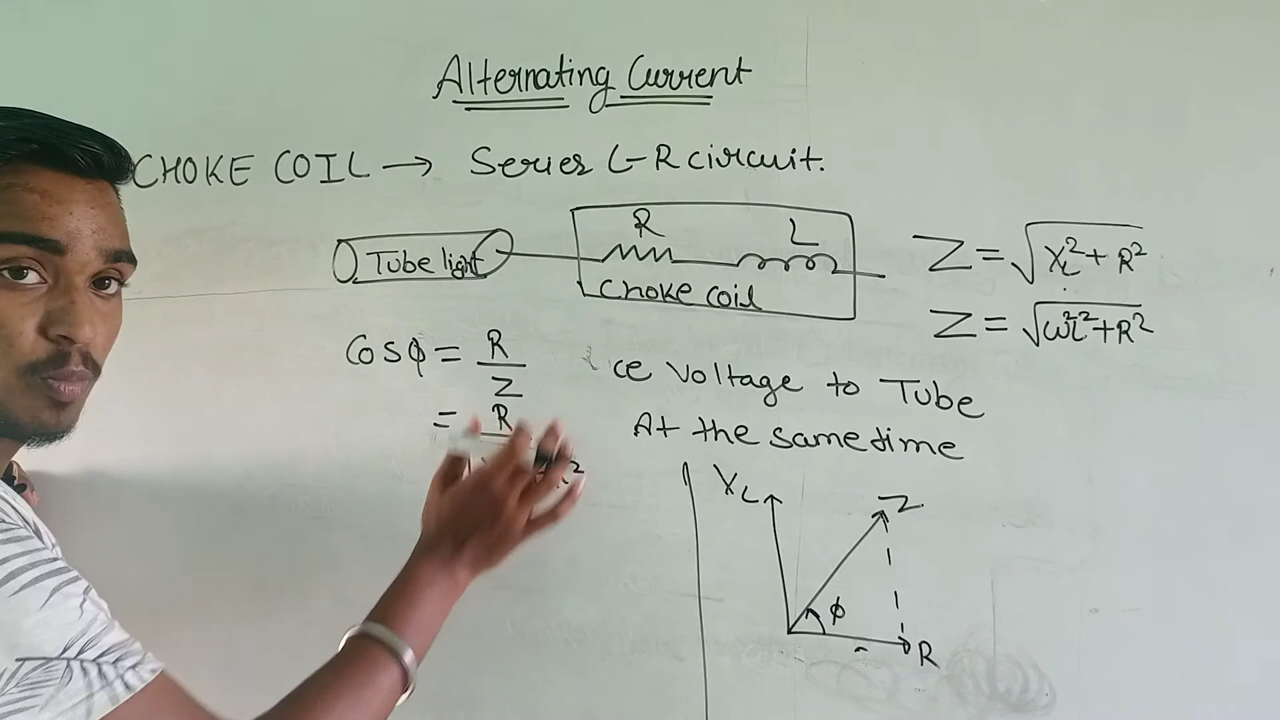 Alternating Current
CHOKE COIL → Series L-R circuit.
R L
Tube light
Choke coil
Z = √X_L² + R²
Z = √ω²L² + R²
Cosϕ = R/Z
= R
ce voltage to Tube
At the same time
X_L
Z
ϕ
R